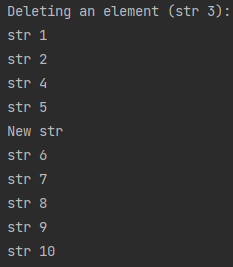 Deleting an element (str 3):
str 1
str 2
str 4
str 5
New str
str 6
str 7
str 8
str 9
str 10